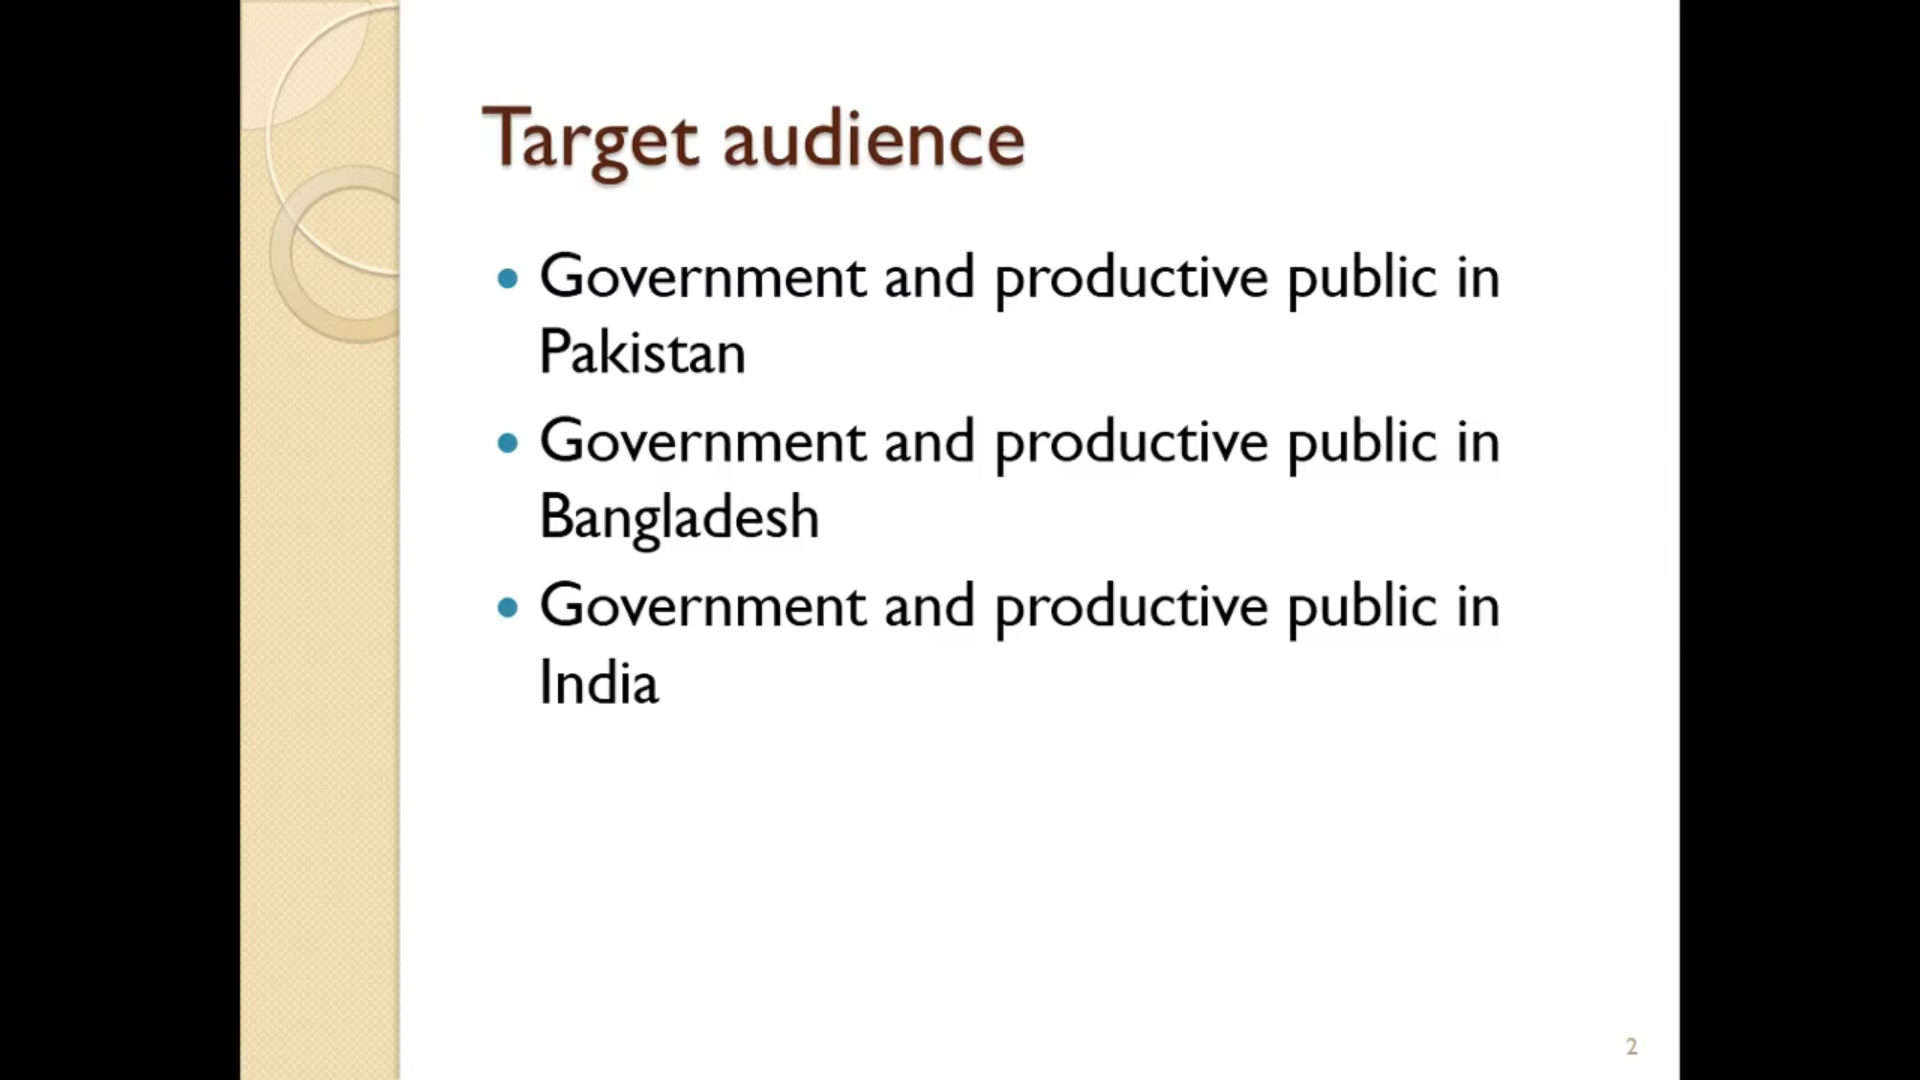 Target audience
• Government and productive public in
Pakistan
• Government and productive public in
Bangladesh
• Government and productive public in
India
2